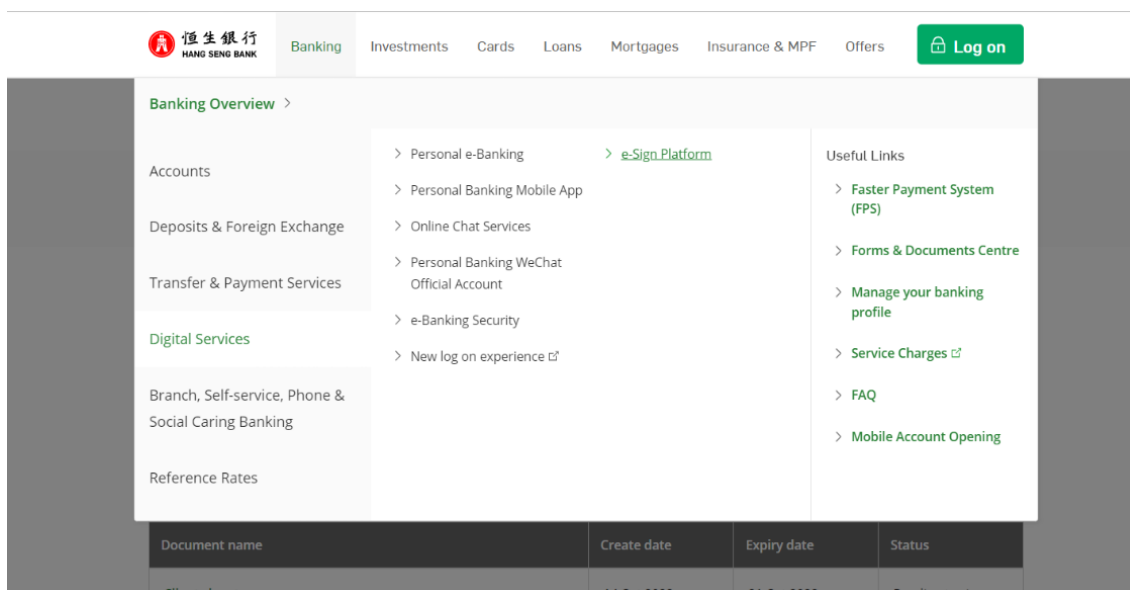 恒生銀行
HANG SENG BANK
Banking
Investments
Cards
Loans
Mortgages
Insurance & MPF
Offers
Log on
Banking Overview
Accounts
Deposits & Foreign Exchange
Transfer & Payment Services
Digital Services
Branch, Self-service, Phone &
Social Caring Banking
Reference Rates
Personal e-Banking
Personal Banking Mobile App
Online Chat Services
Personal Banking WeChat
Official Account
e-Banking Security
New log on experience
e-Sign Platform
Useful Links
Faster Payment System
(FPS)
Forms & Documents Centre
Manage your banking
profile
Service Charges
FAQ
Mobile Account Opening
Document name
Create date
Expiry date
Status